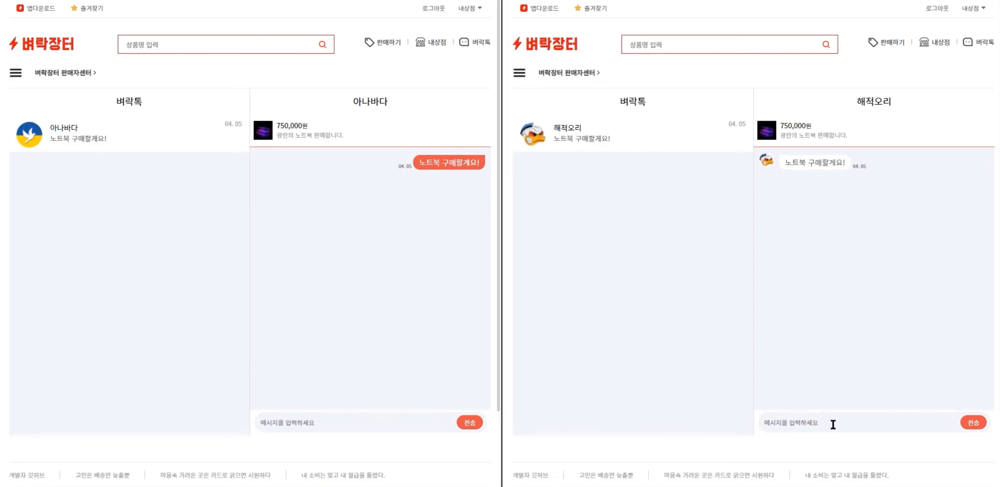 앱다운로드 즐겨찾기 로그아웃 내상점
벼락장터 상품명 입력 판매하기 내상점 벼락톡
벼락장터 판매자센터 >
벼락톡
아나바다 04. 05
노트북 구매할게요!
아나바다
750,000원
광란의 노트북 판매합니다.
04. 05 노트북 구매할게요!
메시지를 입력하세요 전송
개발자 깃허브 고민은 배송만 늦출뿐 마음속 가려운 곳은 카드로 긁으면 시원하다 내 소비는 맞고 내 월급을 틀렸다.
앱다운로드 즐겨찾기 로그아웃 내상점
벼락장터 상품명 입력 판매하기 내상점 벼락톡
벼락장터 판매자센터 >
벼락톡
해적오리 04. 05
노트북 구매할게요!
해적오리
750,000원
광란의 노트북 판매합니다.
노트북 구매할게요! 04. 05
메시지를 입력하세요 전송
개발자 깃허브 고민은 배송만 늦출뿐 마음속 가려운 곳은 카드로 긁으면 시원하다 내 소비는 맞고 내 월급을 틀렸다.